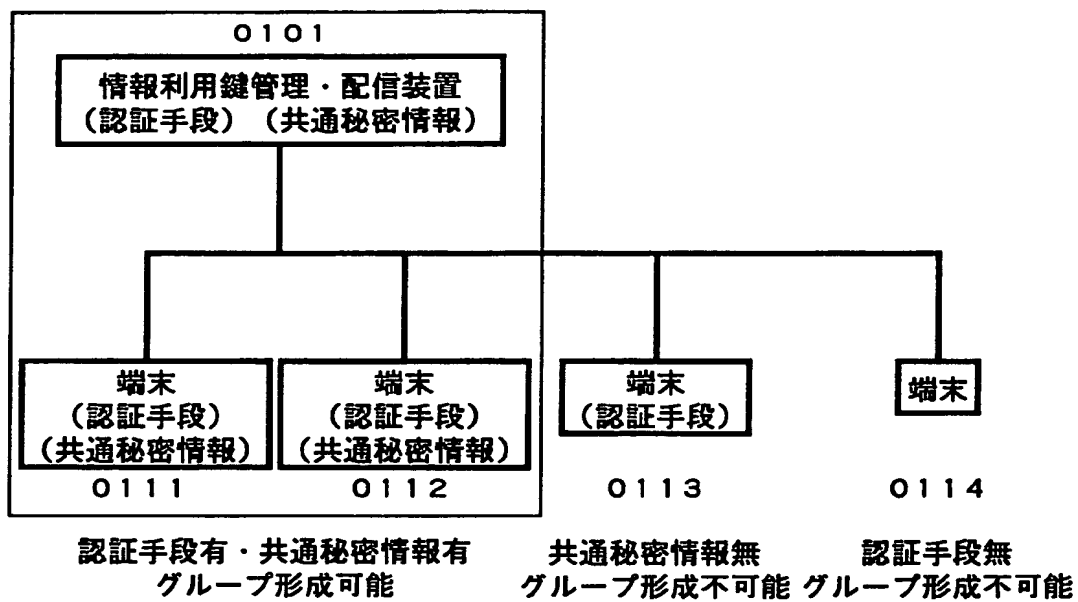 0101
情報利用鍵管理・配信装置
(認証手段) (共通秘密情報)
端末
(認証手段)
(共通秘密情報)
0111
端末
(認証手段)
(共通秘密情報)
0112
端末
(認証手段)
0113
端末
0114
認証手段有・共通秘密情報有
グループ形成可能
共通秘密情報無
グループ形成不可能
認証手段無
グループ形成不可能